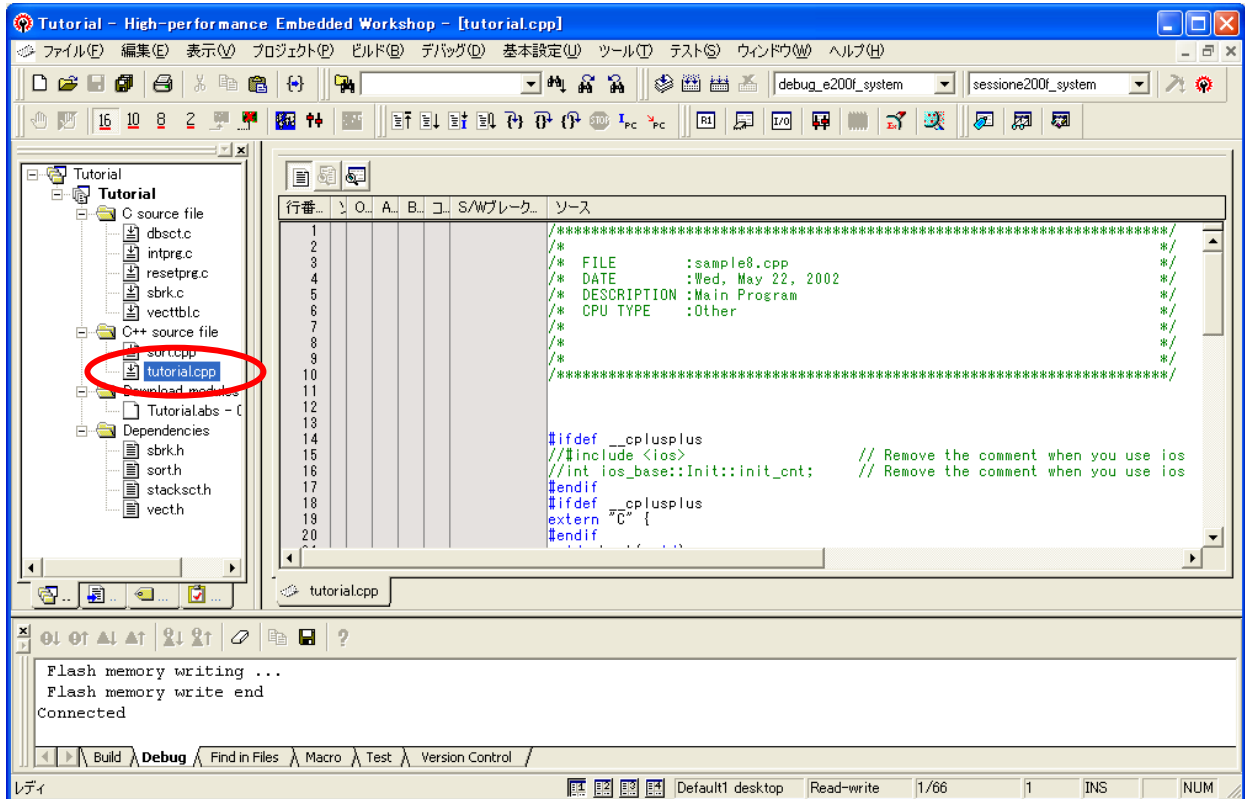 Tutorial - High-performance Embedded Workshop - [tutorial.cpp]
ファイル(F) 編集(E) 表示(V) プロジェクト(P) ビルド(B) デバッグ(D) 基本設定(U) ツール(T) テスト(S) ウィンドウ(W) ヘルプ(H)
debug_e200f_system sessione200f_system
16 10 8 2 STOP PC PC R1 I/O
Tutorial
Tutorial
C source file
dbsct.c
intprg.c
resetprg.c
sbrk.c
vecttbl.c
C++ source file
sort.cpp
tutorial.cpp
Download modules
Tutorial.abs - 
Dependencies
sbrk.h
sort.h
stacksct.h
vect.h
行番... O... A... B... コ... S/Wブレーク... ソース
1 /***********************************************************************/
2 /* */
3 /* FILE :sample8.cpp */
4 /* DATE :Wed, May 22, 2002 */
5 /* DESCRIPTION :Main Program */
6 /* CPU TYPE :Other */
7 /* */
8 /* */
9 /* */
10 /***********************************************************************/
11
12
13
14 #ifdef __cplusplus
15 //#include <ios> // Remove the comment when you use ios
16 //int ios_base::Init::init_cnt; // Remove the comment when you use ios
17 #endif
18 #ifdef __cplusplus
19 extern "C" {
20 #endif
tutorial.cpp
Flash memory writing ...
Flash memory write end
Connected
Build Debug Find in Files Macro Test Version Control
レディ 1 2 3 4 Default1 desktop Read-write 1/66 1 INS NUM